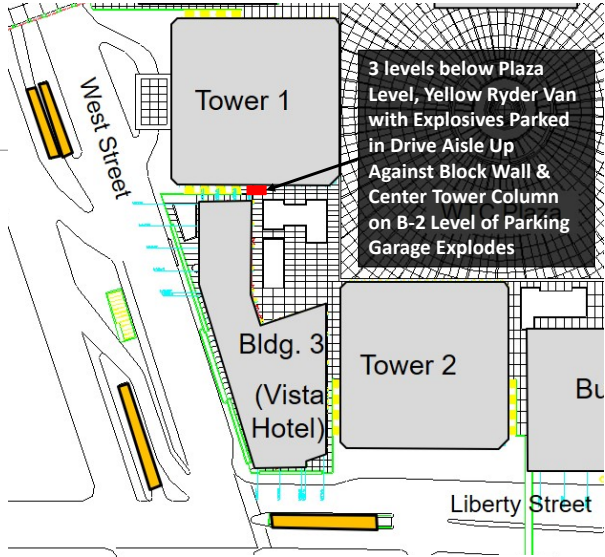 Tower 1
3 levels below Plaza
Level, Yellow Ryder Van
with Explosives Parked
in Drive Aisle Up
Against Block Wall &
Center Tower Column
on B-2 Level of Parking
Garage Explodes
West Street
Bldg. 3
(Vista
Hotel)
Tower 2
Bu
Liberty Street